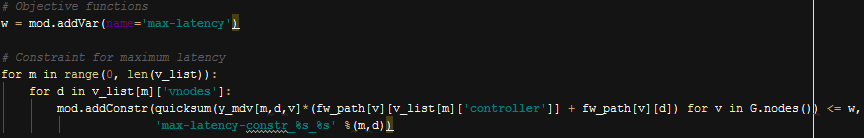 # Objective functions
w = mod.addVar(name='max-latency')
# Constraint for maximum latency
for m in range(0, len(v_list)):
for d in v_list[m]['vnodes']:
mod.addConstr(quicksum(y_mdv[m,d,v]*(fw_path[v][v_list[m]['controller']] + fw_path[v][d]) for v in G.nodes()) <= w,
'max-latency-constr_%s_%s' %(m,d))